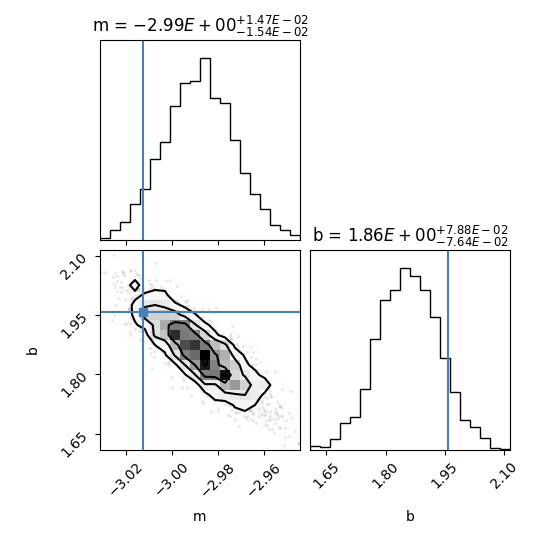 m = −2.99E + 00 +1.47E − 02 −1.54E − 02
b = 1.86E + 00 +7.88E − 02 −7.64E − 02
2.10
1.95
1.80
1.65
b
−3.02 −3.00 −2.98 −2.96
1.65 1.80 1.95 2.10
m b